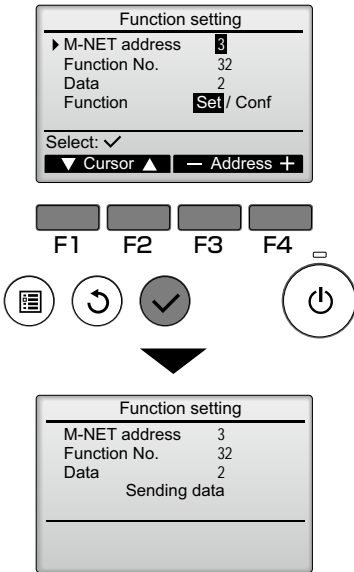 Function setting
M-NET address 3
Function No. 32
Data 2
Function Set / Conf
Select: ✓
▼ Cursor ▲ − Address +
F1 F2 F3 F4
Function setting
M-NET address 3
Function No. 32
Data 2
Sending data